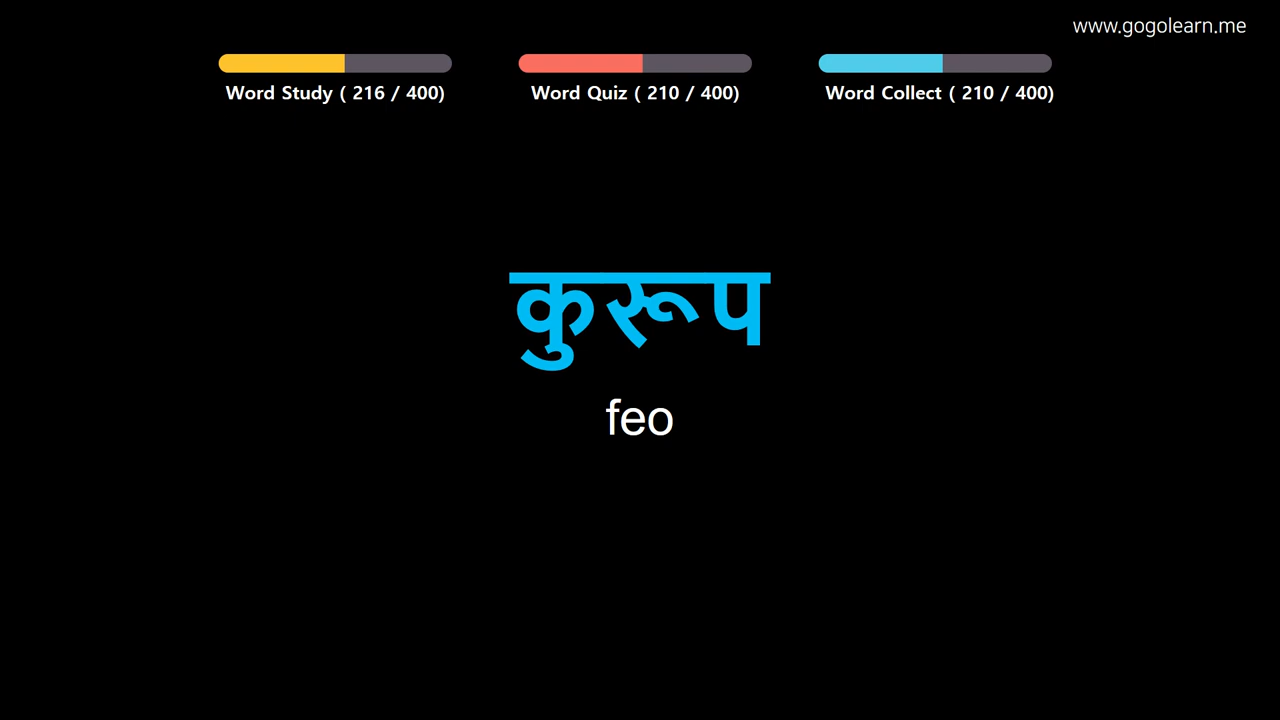 www.gogolearn.me
Word Study ( 216 / 400)
Word Quiz ( 210 / 400)
Word Collect ( 210 / 400)
कुरूप
feo